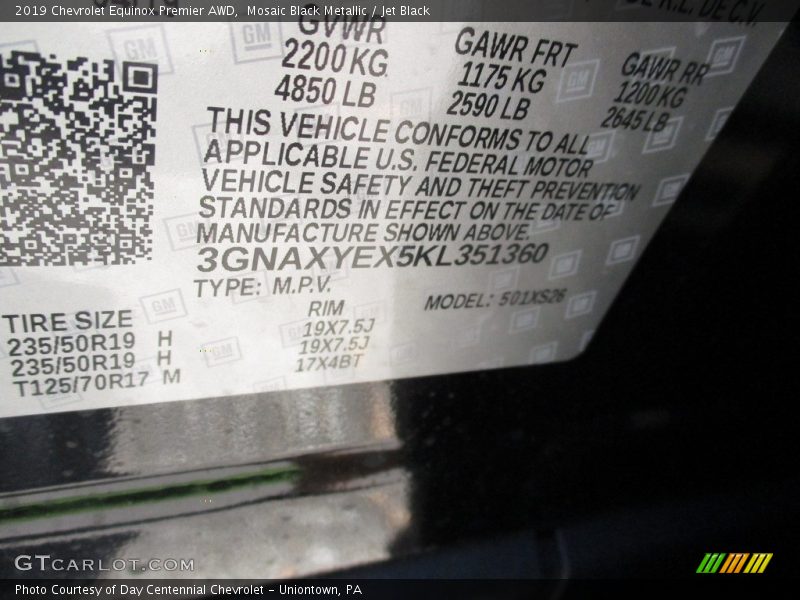 2019 Chevrolet Equinox Premier AWD,  Mosaic Black Metallic / Jet Black
DE R.L. DE C.V.
GVWR
2200 KG
4850 LB
GAWR FRT
1175 KG
2590 LB
GAWR RR
1200 KG
2645 LB
THIS VEHICLE CONFORMS TO ALL
APPLICABLE U.S. FEDERAL MOTOR
VEHICLE SAFETY AND THEFT PREVENTION
STANDARDS IN EFFECT ON THE DATE OF
MANUFACTURE SHOWN ABOVE.
3GNAXYEX5KL351360
TYPE: M.P.V.
MODEL: 501XS26
TIRE SIZE
RIM
235/50R19 H
19X7.5J
235/50R19 H
19X7.5J
T125/70R17 M
17X4BT
GTCARLOT.COM
Photo Courtesy of Day Centennial Chevrolet - Uniontown, PA